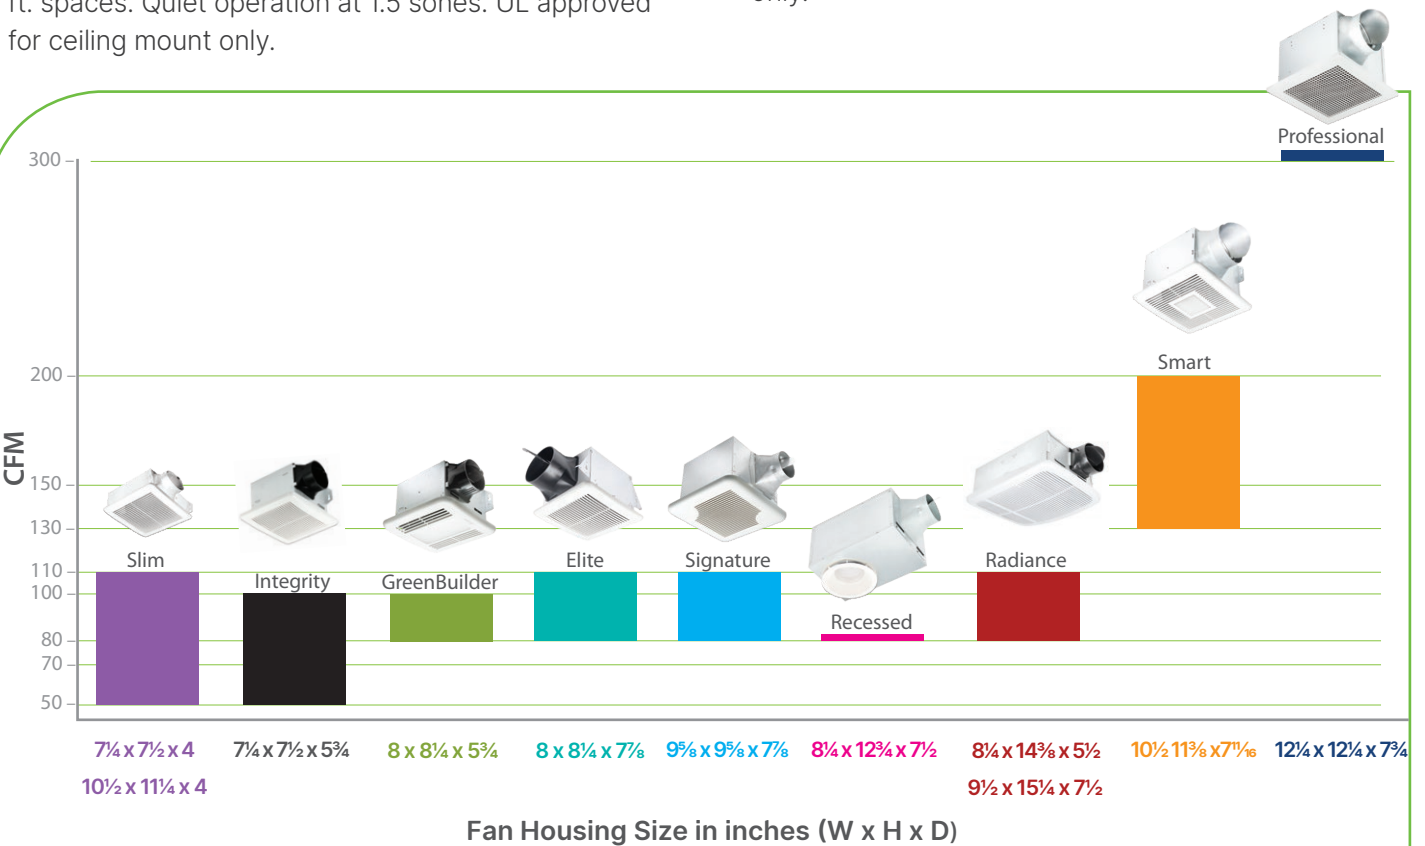 ft. spaces. Quiet operation at 1.5 sones. UL approved
for ceiling mount only.
only.
Professional
300
Smart
200
CFM
150
130
Slim
Elite
Signature
Radiance
110
Integrity
GreenBuilder
100
Recessed
80
70
50
7¼ x 7½ x 4
7¼ x 7½ x 5¾
8 x 8¼ x 5¾
8 x 8¼ x 7⅞
9⅝ x 9⅝ x 7⅞
8¼ x 12¾ x 7½
8¼ x 14⅜ x 5½
10½ 11⅜ x7¹¹⁄₁₆
12¼ x 12¼ x 7¾
10½ x 11¼ x 4
9½ x 15¼ x 7½
Fan Housing Size in inches (W x H x D)